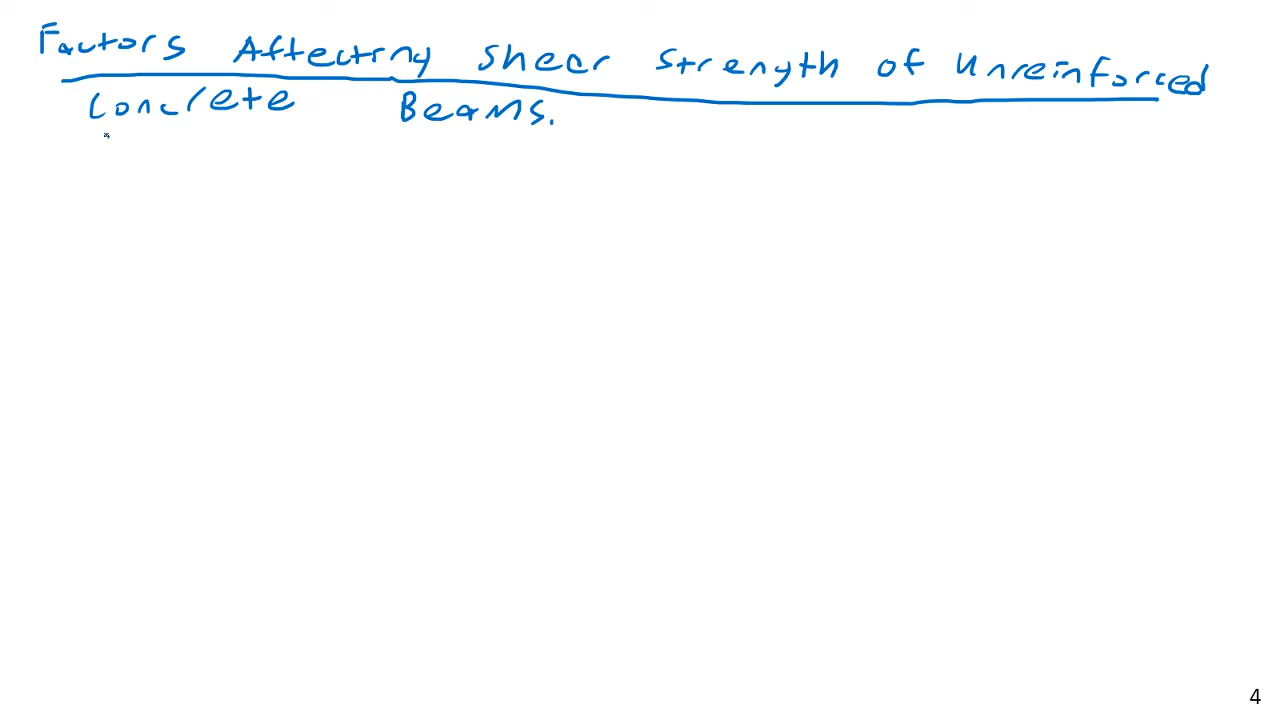 Factors Affecting Shear Strength of Unreinforced
Concrete Beams.
4